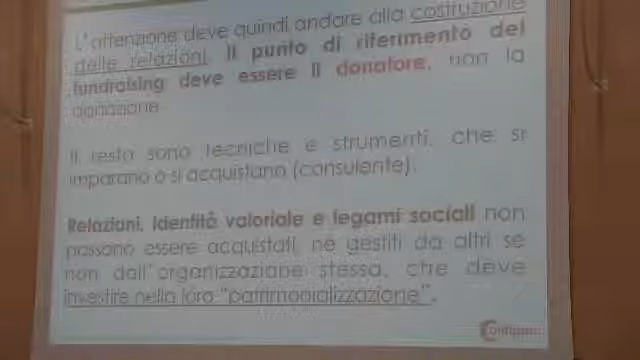 L'attenzione deve quindi andare alla costruzione
delle relazioni. Il punto di riferimento del
fundraising deve essere il donatore, non la
donazione.
Il resto sono tecniche e strumenti, che si
imparano o si acquistano (consulente).
Relazioni, identità valoriale e legami sociali non
possono essere acquistati, né gestiti da altri se
non dall'organizzazione stessa, che deve
investire nella loro "patrimonializzazione".